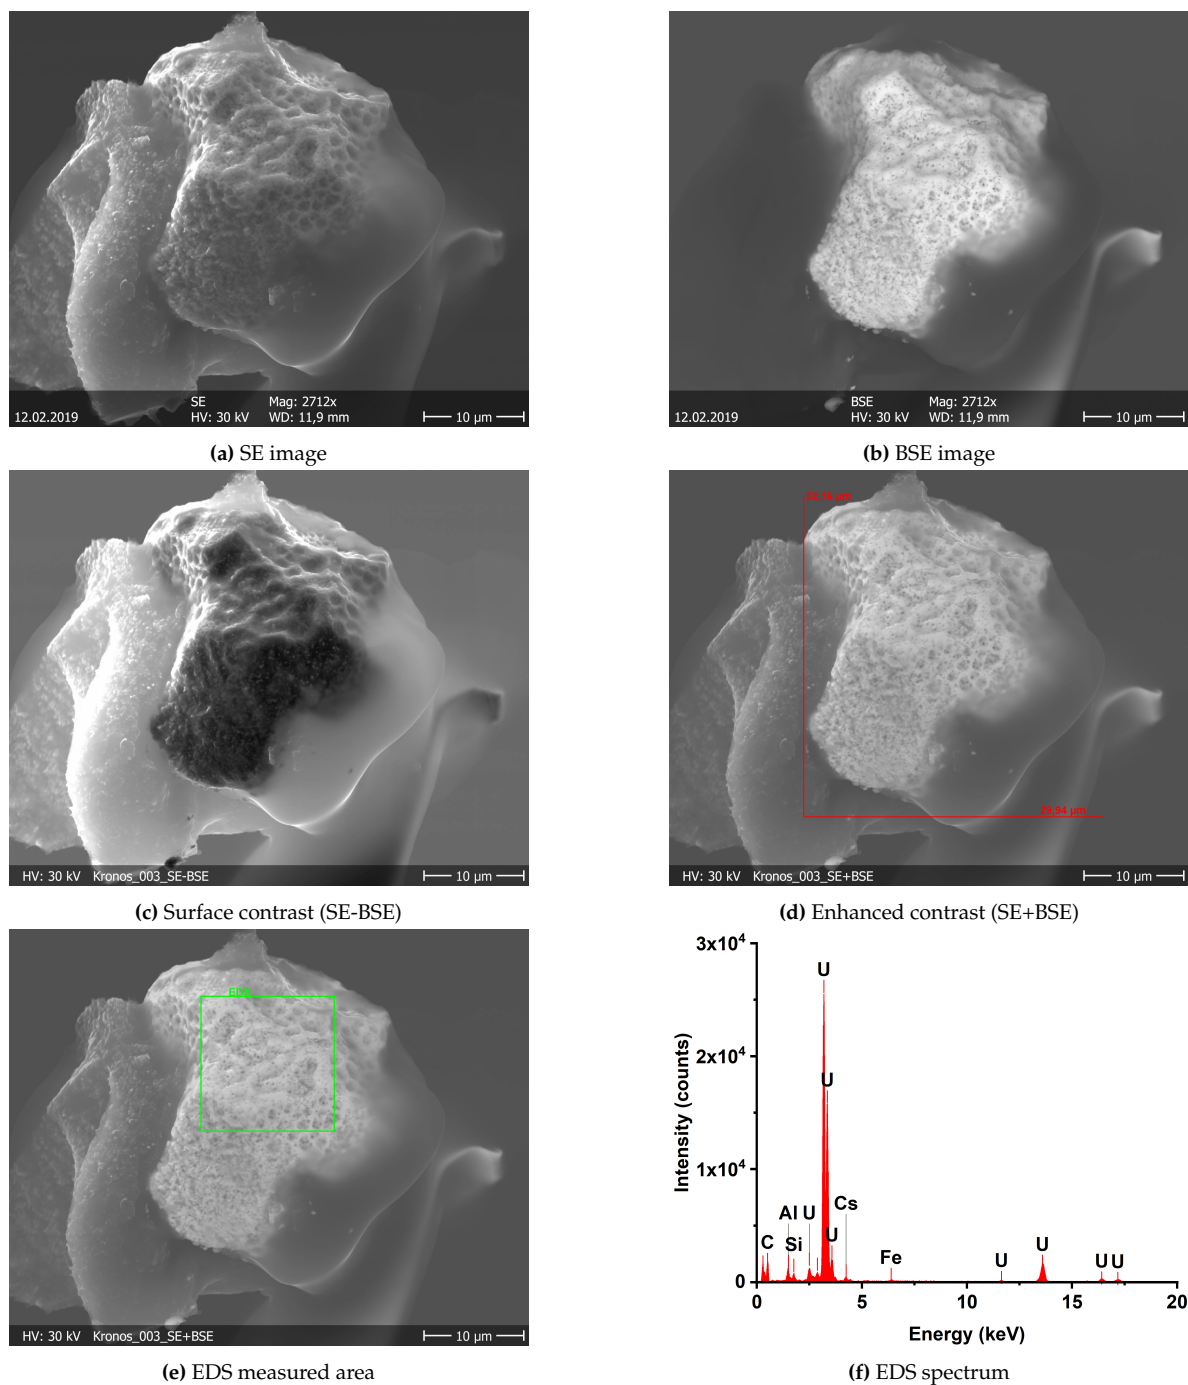 12.02.2019
SE
HV: 30 kV
Mag: 2712x
WD: 11,9 mm
10 µm
(a) SE image
12.02.2019
BSE
HV: 30 kV
Mag: 2712x
WD: 11,9 mm
10 µm
(b) BSE image
HV: 30 kV Kronos_003_SE-BSE
10 µm
(c) Surface contrast (SE-BSE)
29,94 µm
HV: 30 kV Kronos_003_SE+BSE
10 µm
(d) Enhanced contrast (SE+BSE)
HV: 30 kV Kronos_003_SE+BSE
10 µm
(e) EDS measured area
3x10⁴
2x10⁴
1x10⁴
0
Intensity (counts)
U
U
Al U
Cs
C
Si
U
Fe
U
U
U U
0 5 10 15 20
Energy (keV)
(f) EDS spectrum